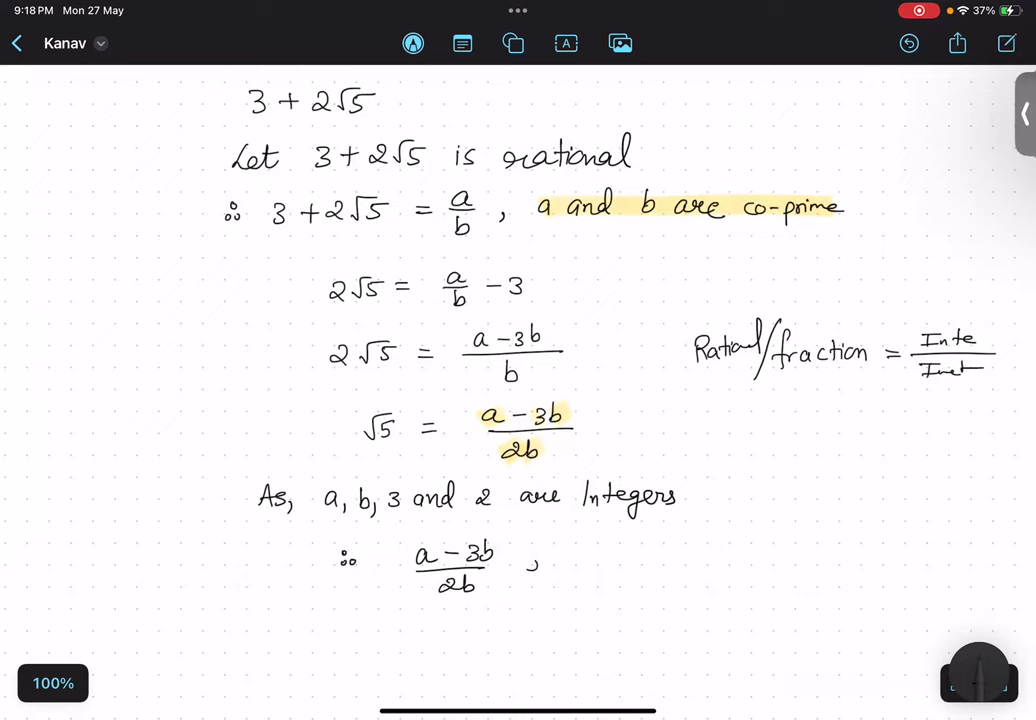 9:18 PM Mon 27 May
37%
Kanav
A
3 + 2√5
Let 3 + 2√5 is rational
∴ 3 + 2√5 = a/b , a and b are co-prime
2√5 = a/b - 3
2√5 = (a - 3b)/b
Rational/fraction = Inte/
√5 = (a - 3b)/2b
As, a, b, 3 and 2 are Integers
∴ (a - 3b)/2b ,
100%